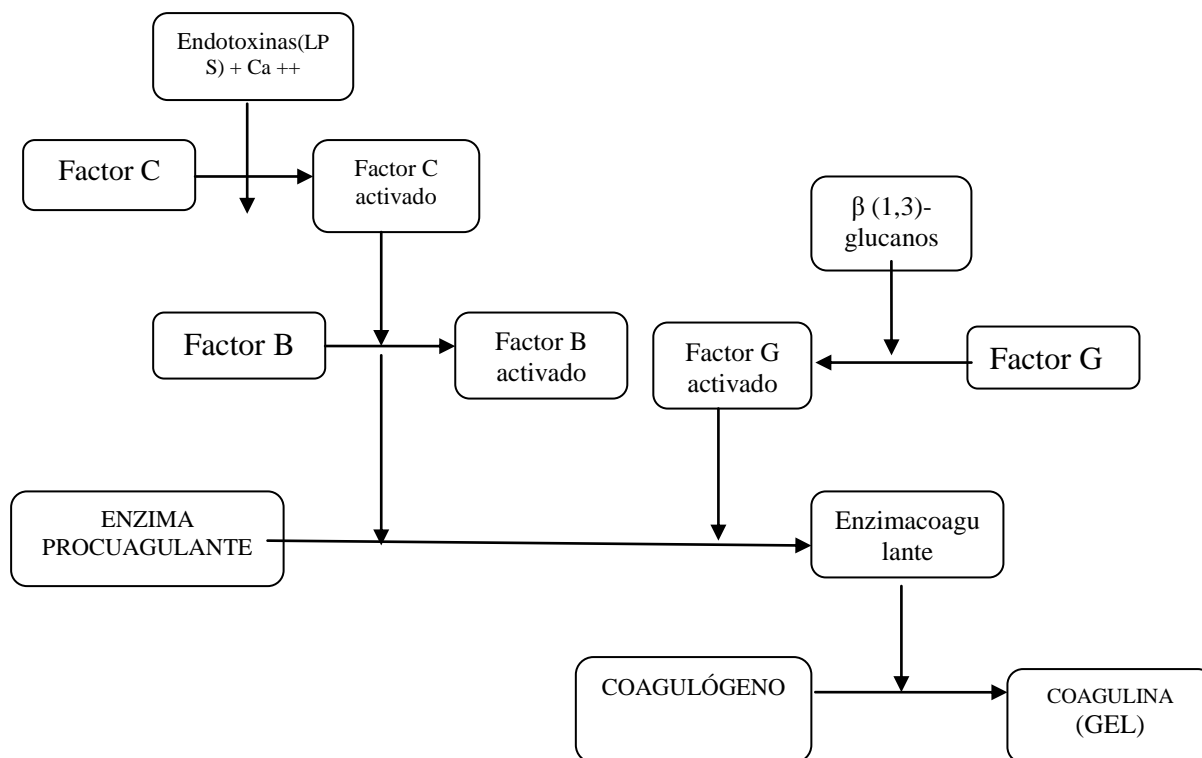 Endotoxinas(LP
S) + Ca ++
Factor C
Factor C
activado
β (1,3)-
glucanos
Factor B
Factor B
activado
Factor G
activado
Factor G
ENZIMA
PROCUAGULANTE
Enzimacoagu
lante
COAGULÓGENO
COAGULINA
(GEL)